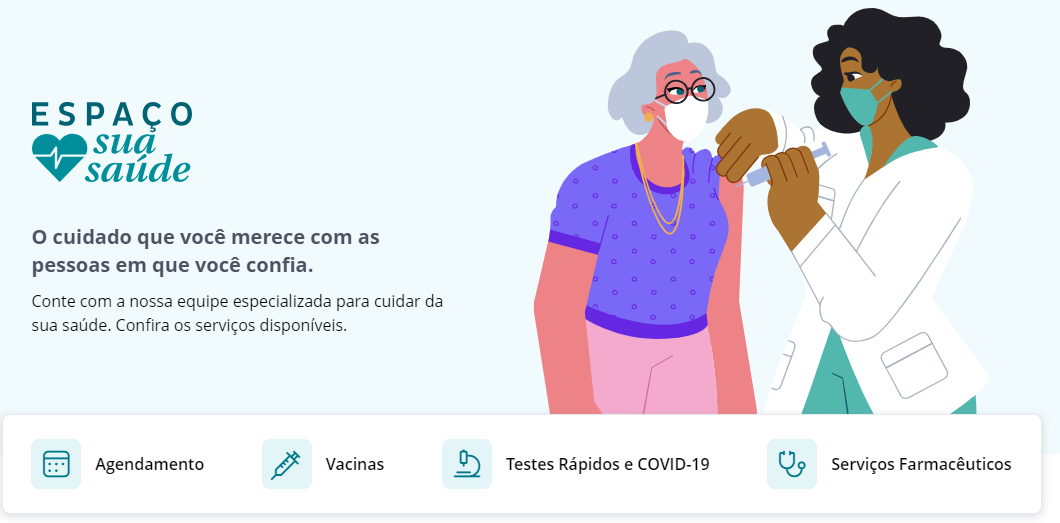 ESPAÇO
sua
saúde
O cuidado que você merece com as
pessoas em que você confia.
Conte com a nossa equipe especializada para cuidar da
sua saúde. Confira os serviços disponíveis.
Agendamento
Vacinas
Testes Rápidos e COVID-19
Serviços Farmacêuticos